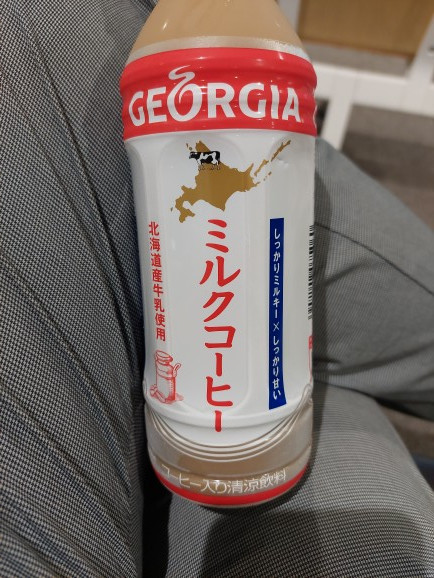 GEORGIA
ミルクコーヒー
しっかりミルキー×しっかり甘い
北海道産牛乳使用
コーヒー入り清涼飲料